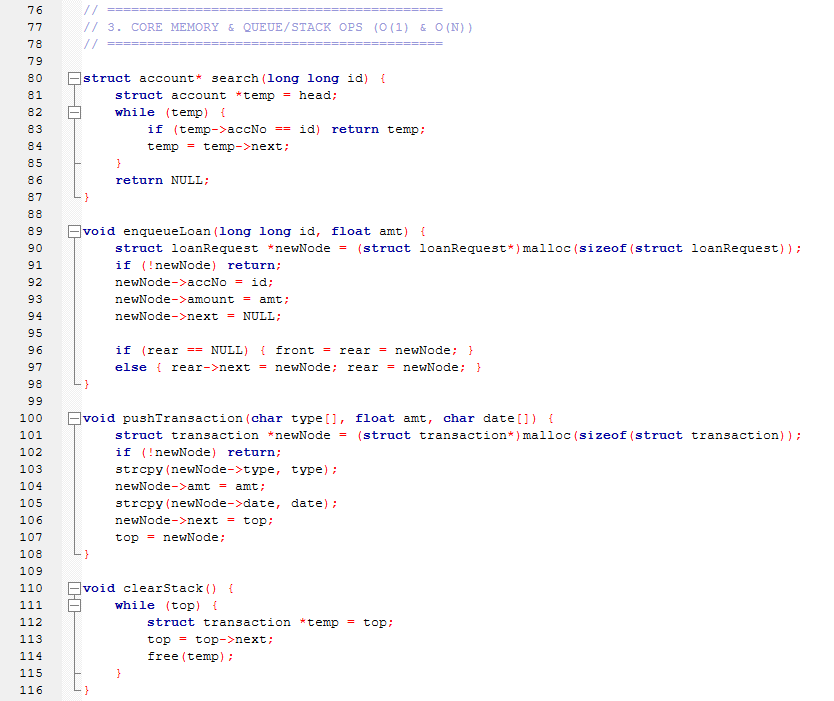 76 // ==========================================
77 // 3. CORE MEMORY & QUEUE/STACK OPS (O(1) & O(N))
78 // ==========================================
79
80 struct account* search(long long id) {
81     struct account *temp = head;
82     while (temp) {
83         if (temp->accNo == id) return temp;
84         temp = temp->next;
85     }
86     return NULL;
87 }
88
89 void enqueueLoan(long long id, float amt) {
90     struct loanRequest *newNode = (struct loanRequest*)malloc(sizeof(struct loanRequest));
91     if (!newNode) return;
92     newNode->accNo = id;
93     newNode->amount = amt;
94     newNode->next = NULL;
95
96     if (rear == NULL) { front = rear = newNode; }
97     else { rear->next = newNode; rear = newNode; }
98 }
99
100 void pushTransaction(char type[], float amt, char date[]) {
101     struct transaction *newNode = (struct transaction*)malloc(sizeof(struct transaction));
102     if (!newNode) return;
103     strcpy(newNode->type, type);
104     newNode->amt = amt;
105     strcpy(newNode->date, date);
106     newNode->next = top;
107     top = newNode;
108 }
109
110 void clearStack() {
111     while (top) {
112         struct transaction *temp = top;
113         top = top->next;
114         free(temp);
115     }
116 }